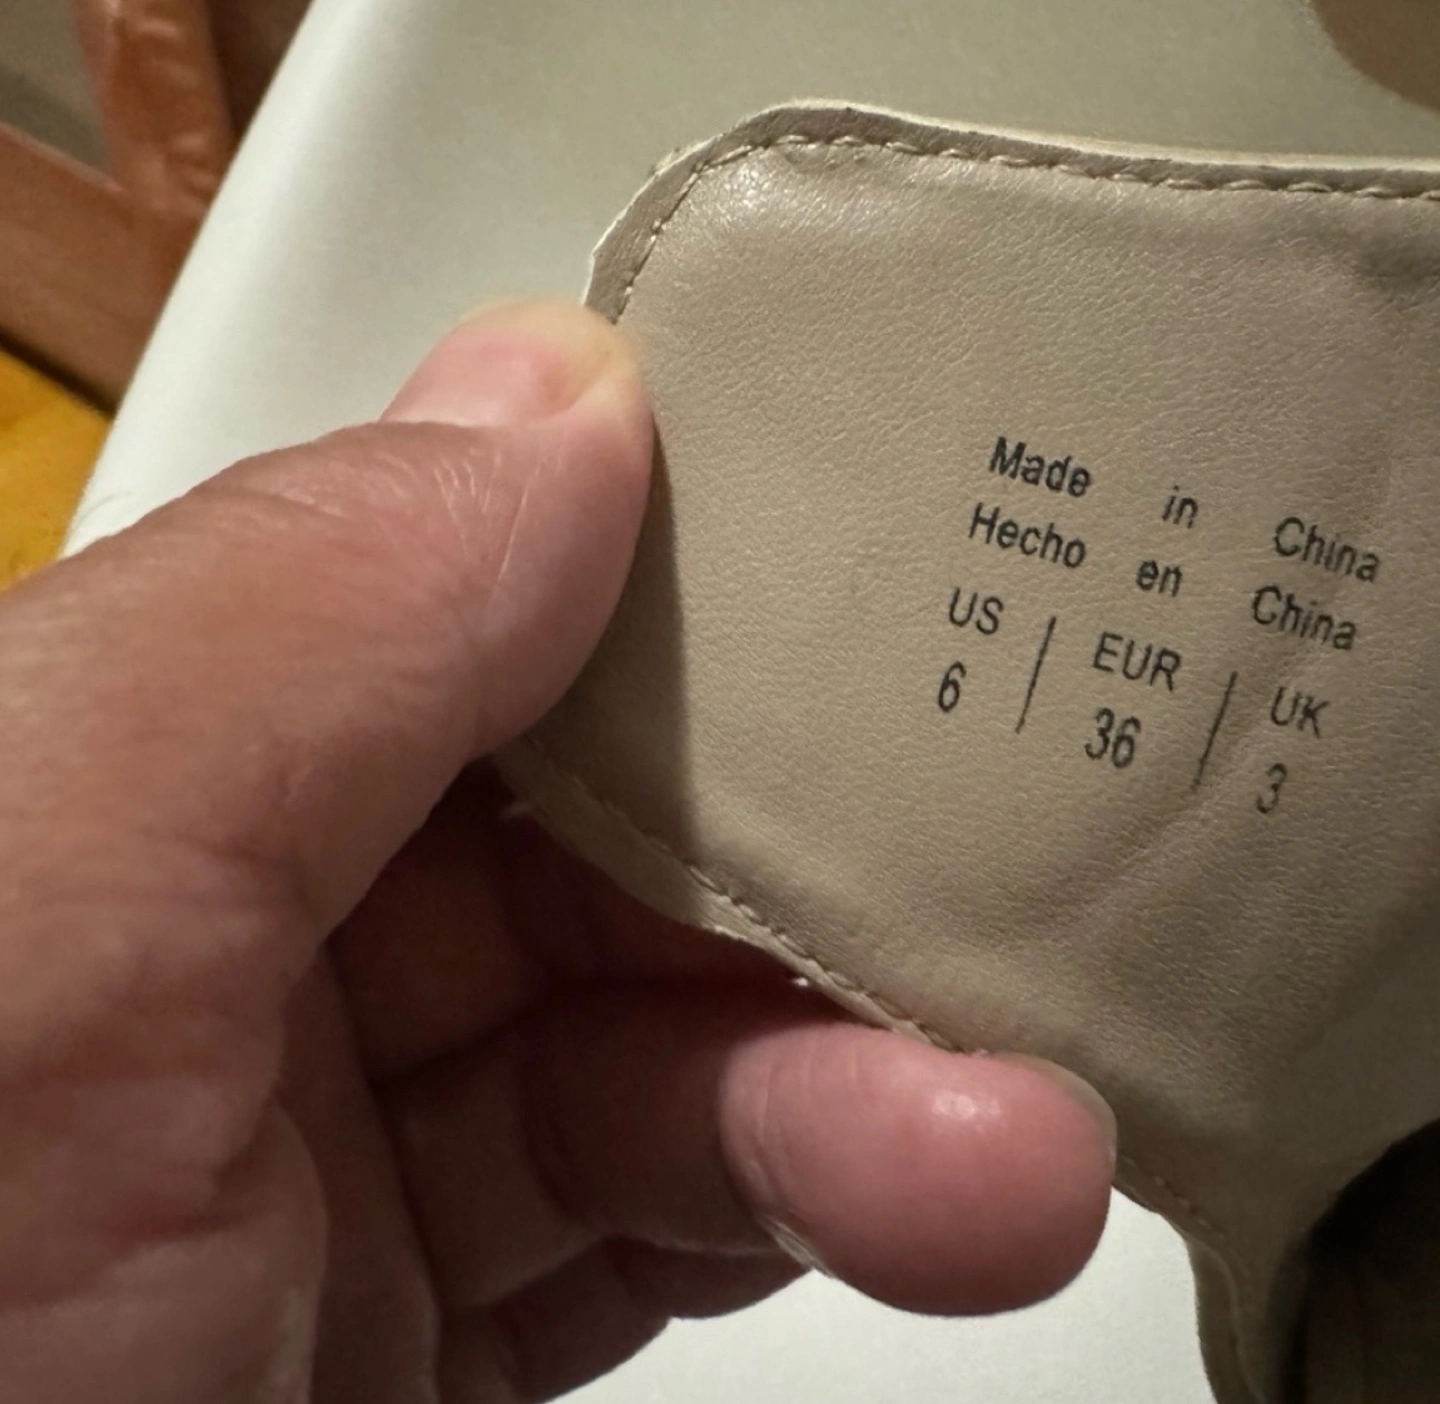 Made in China
Hecho en China
US | EUR | UK
6 | 36 | 3